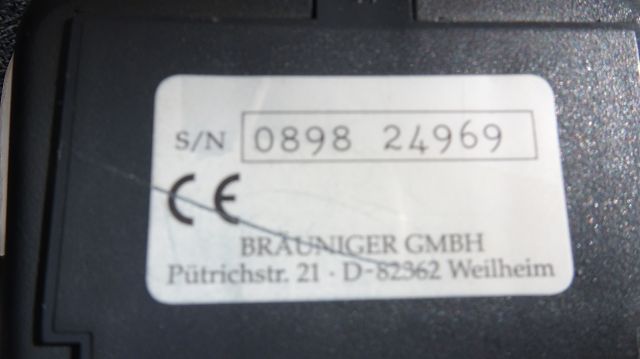 S/N 0898 24969
CE
BRÄUNIGER GMBH
Pütrichstr. 21 · D-82362 Weilheim